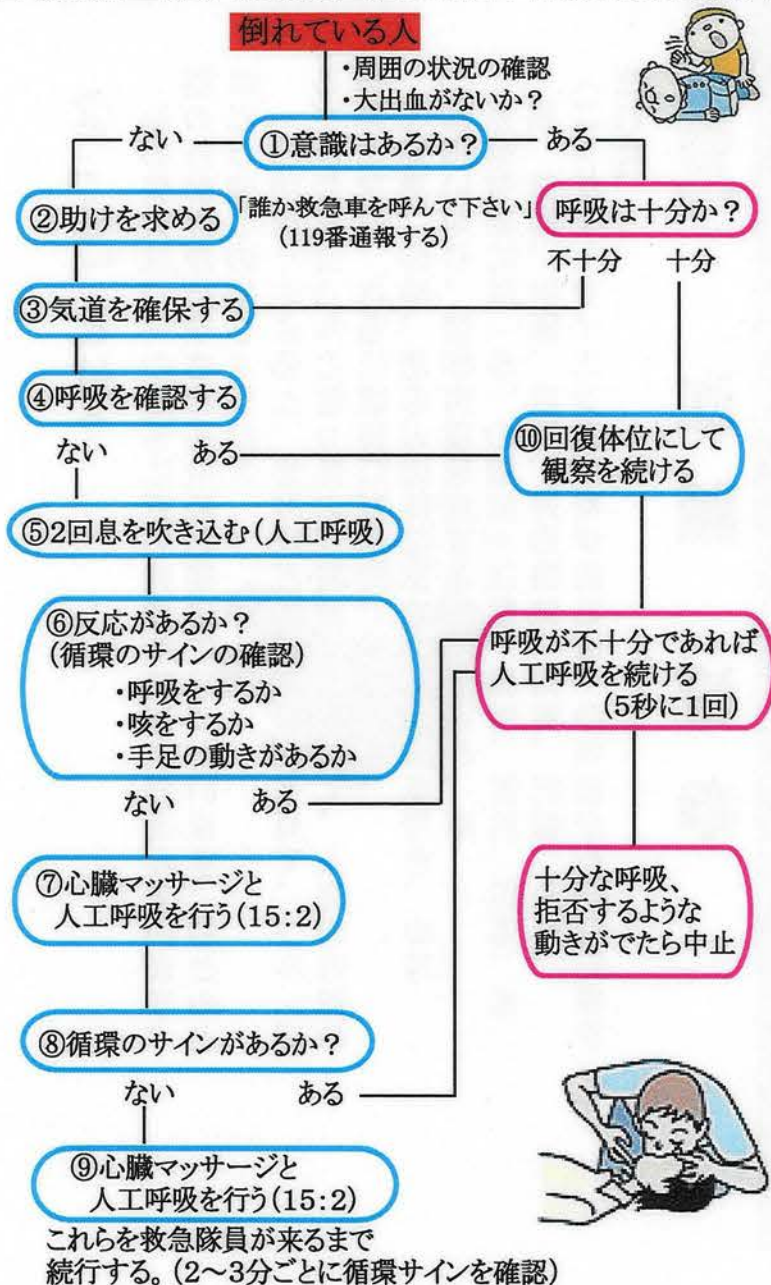 倒れている人
・周囲の状況の確認
・大出血がないか？
ない
①意識はあるか？
ある
②助けを求める
「誰か救急車を呼んで下さい」
(119番通報する)
呼吸は十分か？
不十分
十分
③気道を確保する
④呼吸を確認する
ない
ある
⑩回復体位にして
観察を続ける
⑤2回息を吹き込む(人工呼吸)
⑥反応があるか？
(循環のサインの確認)
・呼吸をするか
・咳をするか
・手足の動きがあるか
呼吸が不十分であれば
人工呼吸を続ける
(5秒に1回)
ない
ある
⑦心臓マッサージと
人工呼吸を行う(15:2)
十分な呼吸、
拒否するような
動きがでたら中止
⑧循環のサインがあるか？
ない
ある
⑨心臓マッサージと
人工呼吸を行う(15:2)
これらを救急隊員が来るまで
続行する。(2～3分ごとに循環サインを確認)